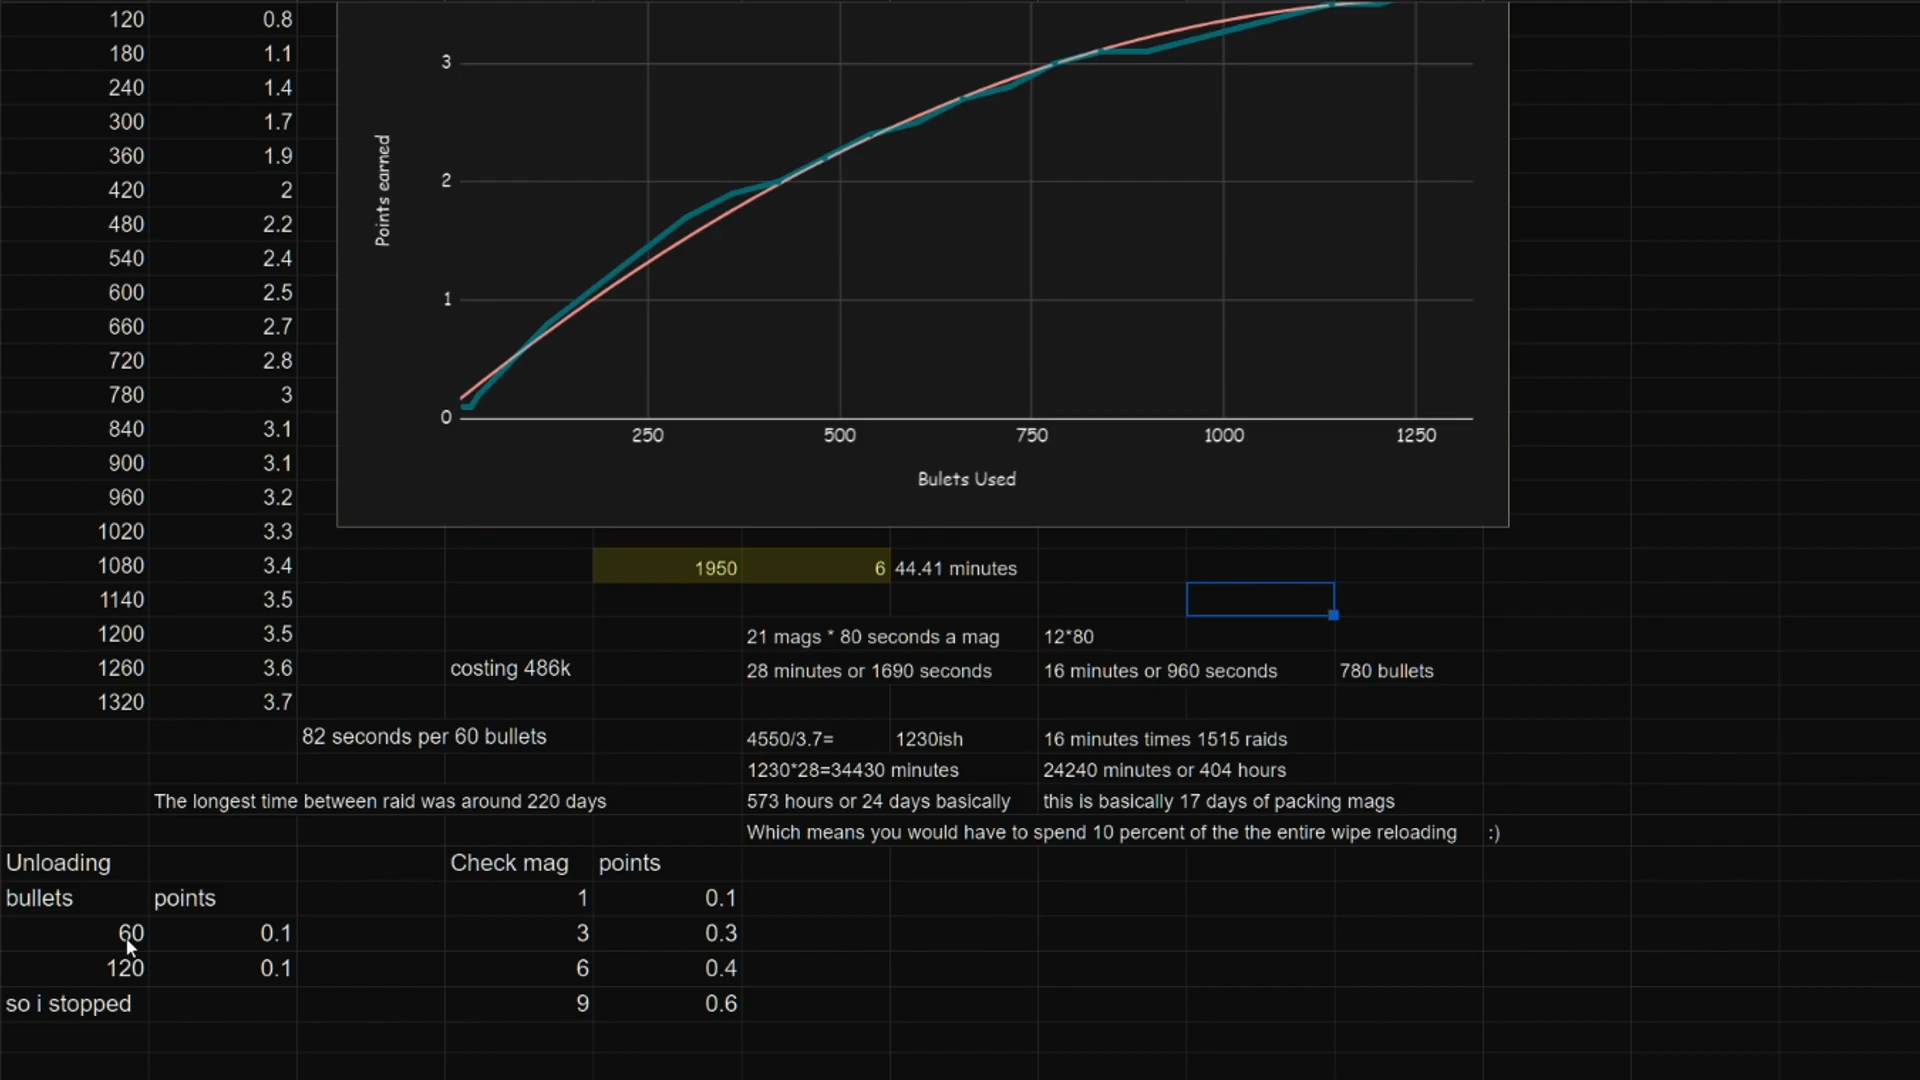 120 0.8
180 1.1
240 1.4
300 1.7
360 1.9
420 2
480 2.2
540 2.4
600 2.5
660 2.7
720 2.8
780 3
840 3.1
900 3.1
960 3.2
1020 3.3
1080 3.4
1140 3.5
1200 3.5
1260 3.6
1320 3.7
3
2
1
0
Points earned
250 500 750 1000 1250
Bulets Used
1950 6 44.41 minutes
21 mags * 80 seconds a mag 12*80
costing 486k 28 minutes or 1690 seconds 16 minutes or 960 seconds 780 bullets
82 seconds per 60 bullets 4550/3.7= 1230ish 16 minutes times 1515 raids
1230*28=34430 minutes 24240 minutes or 404 hours
The longest time between raid was around 220 days 573 hours or 24 days basically this is basically 17 days of packing mags
Which means you would have to spend 10 percent of the the entire wipe reloading :)
Unloading Check mag points
bullets points 1 0.1
60 0.1 3 0.3
120 0.1 6 0.4
so i stopped 9 0.6